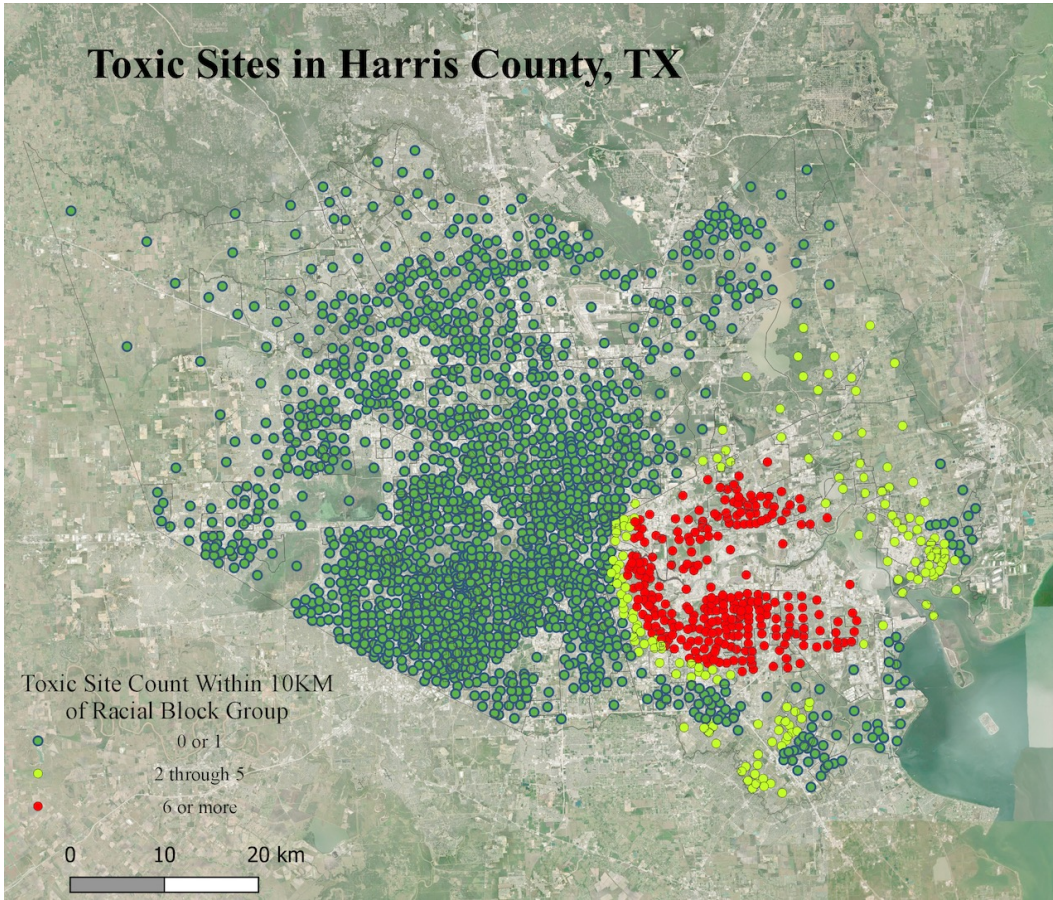 Toxic Sites in Harris County, TX
Toxic Site Count Within 10KM
of Racial Block Group
0 or 1
2 through 5
6 or more
0 10 20 km